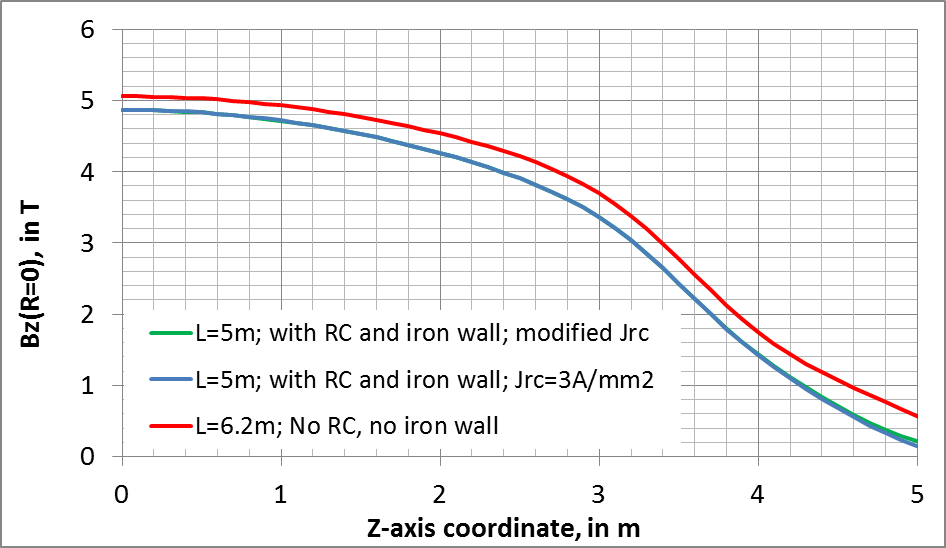 6
5
4
3
2
1
0
Bz(R=0), in T
L=5m; with RC and iron wall; modified Jrc
L=5m; with RC and iron wall; Jrc=3A/mm2
L=6.2m; No RC, no iron wall
0 1 2 3 4 5
Z-axis coordinate, in m